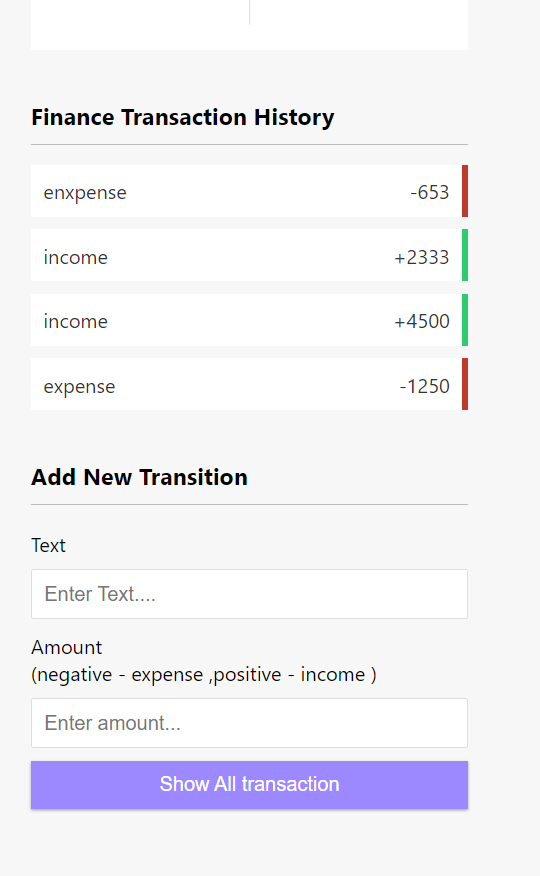 Finance Transaction History
enxpense -653
income +2333
income +4500
expense -1250
Add New Transition
Text
Enter Text....
Amount
(negative - expense ,positive - income )
Enter amount...
Show All transaction